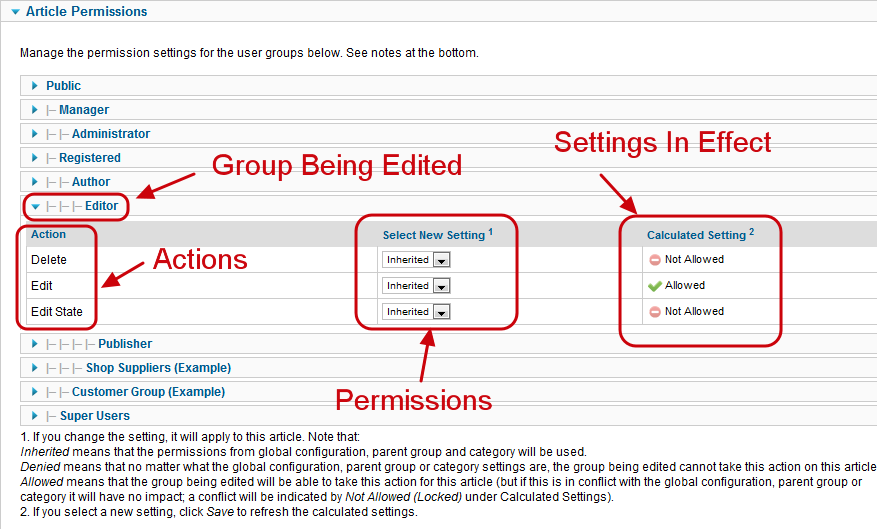 Article Permissions
Manage the permission settings for the user groups below. See notes at the bottom.
Public
|– Manager
|– |– Administrator
|– Registered
|– |– Author
|– |– |– Editor
Group Being Edited
Settings In Effect
Action
Select New Setting 1
Calculated Setting 2
Delete
Inherited
Not Allowed
Edit
Inherited
Allowed
Edit State
Inherited
Not Allowed
Actions
|– |– |– |– Publisher
|– |– |– Shop Suppliers (Example)
|– |– Customer Group (Example)
|– Super Users
Permissions
1. If you change the setting, it will apply to this article. Note that:
Inherited means that the permissions from global configuration, parent group and category will be used.
Denied means that no matter what the global configuration, parent group or category settings are, the group being edited cannot take this action on this article
Allowed means that the group being edited will be able to take this action for this article (but if this is in conflict with the global configuration, parent group or
category it will have no impact; a conflict will be indicated by Not Allowed (Locked) under Calculated Settings).
2. If you select a new setting, click Save to refresh the calculated settings.